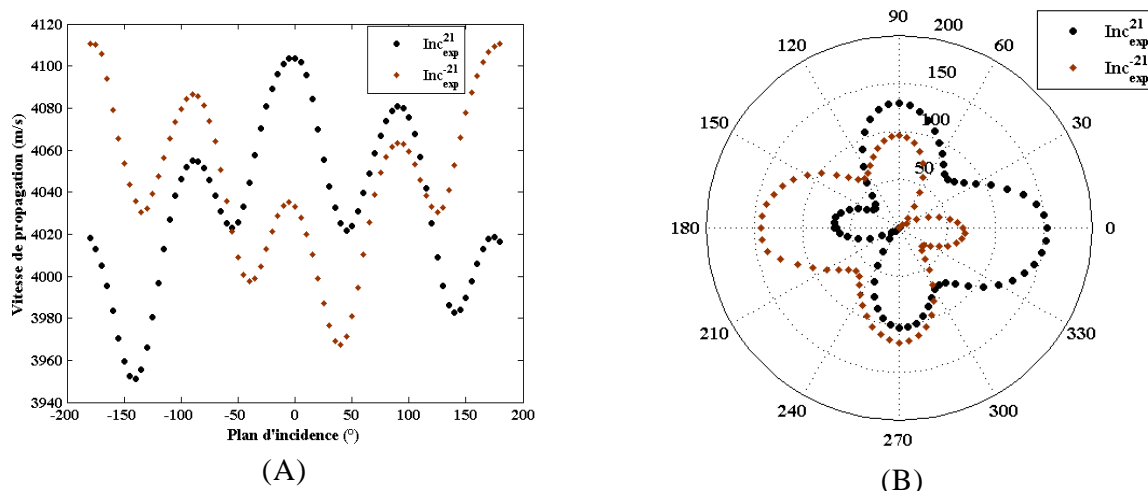 4120
4100
4080
4060
4040
4020
4000
3980
3960
3940
-200 -150 -100 -50 0 50 100 150 200
Vitesse de propagation (m/s)
Plan d'incidence (°)
Inc21exp
Inc-21exp
(A)
90
120 60
150 30
180 0
210 330
240 300
270
200
150
100
50
Inc21exp
Inc-21exp
(B)